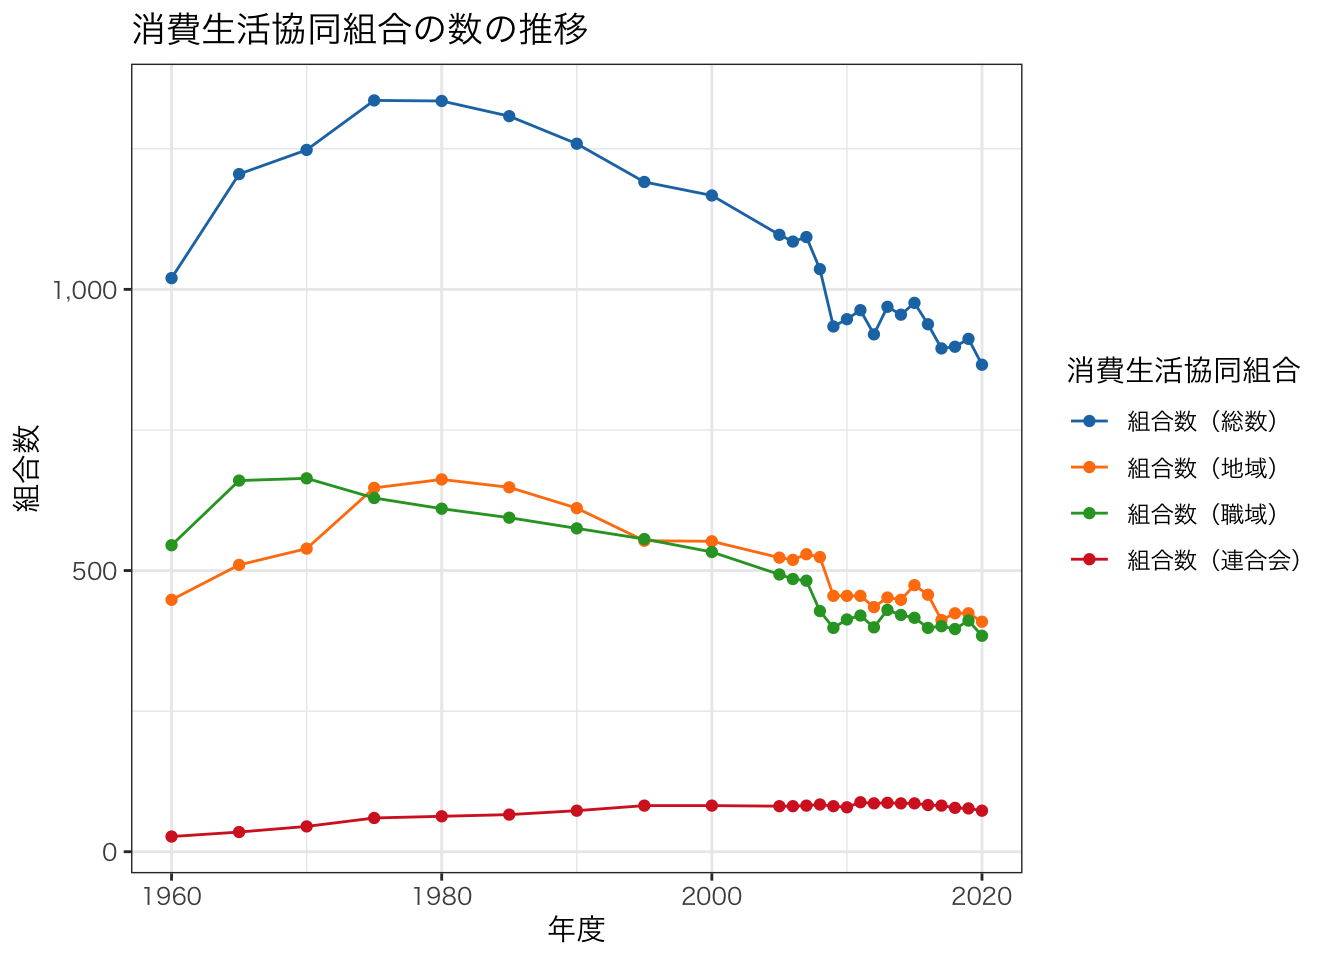 消費生活協同組合の数の推移
組合数
1,000
500
0
1960
1980
2000
2020
年度
消費生活協同組合
組合数（総数）
組合数（地域）
組合数（職域）
組合数（連合会）